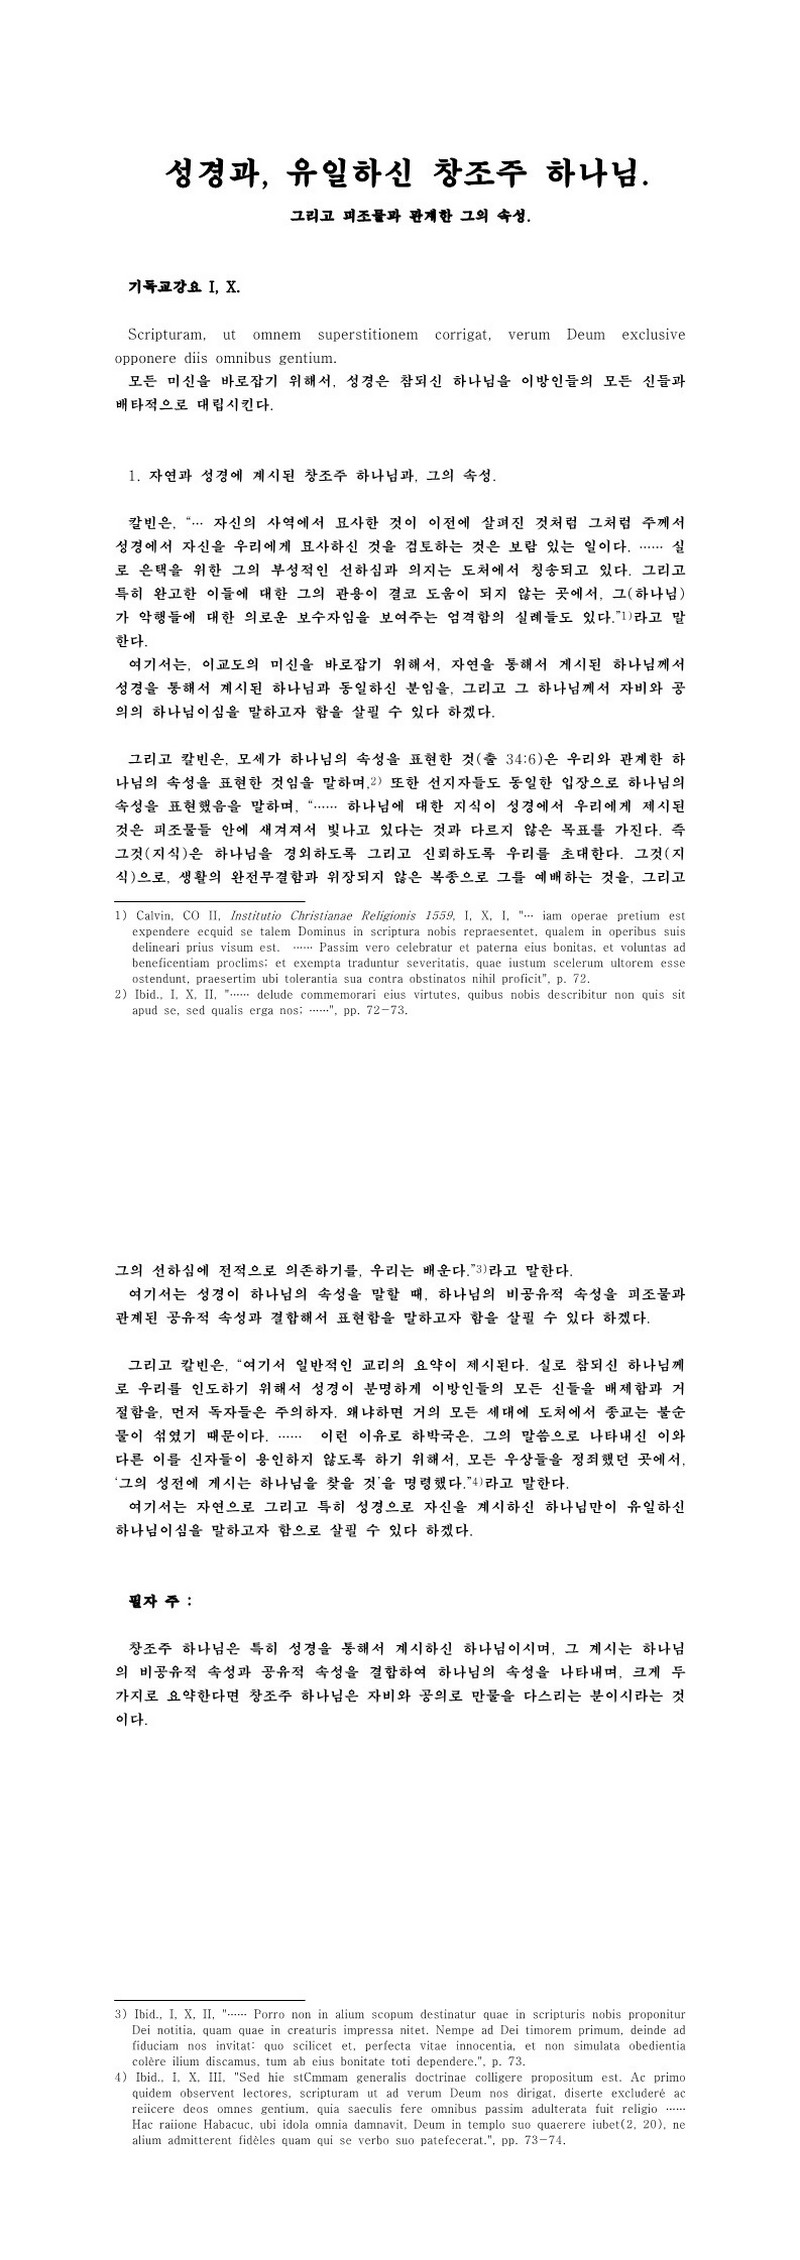 성경과, 유일하신 창조주 하나님.
그리고 피조물과 관계한 그의 속성.
기독교강요 I, X.
Scripturam, ut omnem superstitionem corrigat, verum Deum exclusive
opponere diis omnibus gentium.
모든 미신을 바로잡기 위해서, 성경은 참되신 하나님을 이방인들의 모든 신들과
배타적으로 대립시킨다.
1. 자연과 성경에 계시된 창조주 하나님과, 그의 속성.
칼빈은, “… 자신의 사역에서 묘사한 것이 이전에 살펴진 것처럼 그처럼 주께서
성경에서 자신을 우리에게 묘사하신 것을 검토하는 것은 보람 있는 일이다. …… 실
로 은택을 위한 그의 부성적인 선하심과 의지는 도처에서 칭송되고 있다. 그리고
특히 완고한 이들에 대한 그의 관용이 결코 도움이 되지 않는 곳에서, 그(하나님)
가 악행들에 대한 의로운 보수자임을 보여주는 엄격함의 실례들도 있다.”1)라고 말
한다.
여기서는, 이교도의 미신을 바로잡기 위해서, 자연을 통해서 계시된 하나님께서
성경을 통해서 계시된 하나님과 동일하신 분임을, 그리고 그 하나님께서 자비와 공
의의 하나님이심을 말하고자 함을 살필 수 있다 하겠다.
그리고 칼빈은, 모세가 하나님의 속성을 표현한 것(출 34:6)은 우리와 관계한 하
나님의 속성을 표현한 것임을 말하며,2) 또한 선지자들도 동일한 입장으로 하나님의
속성을 표현했음을 말하며, “…… 하나님에 대한 지식이 성경에서 우리에게 제시된
것은 피조물들 안에 새겨져서 빛나고 있다는 것과 다르지 않은 목표를 가진다. 즉
그것(지식)은 하나님을 경외하도록 그리고 신뢰하도록 우리를 초대한다. 그것(지
식)으로, 생활의 완전무결함과 위장되지 않은 복종으로 그를 예배하는 것을, 그리고
1) Calvin, CO II, Institutio Christianae Religionis 1559, I, X, I, "… iam operae pretium est
expendere ecquid se talem Dominus in scriptura nobis repraesentet, qualem in operibus suis
delineari prius visum est. …… Passim vero celebratur et paterna eius bonitas, et voluntas ad
beneficentiam proclims; et exempta traduntur severitatis, quae iustum scelerum ultorem esse
ostendunt, praesertim ubi tolerantia sua contra obstinatos nihil proficit", p. 72.
2) Ibid., I, X, II, "…… delude commemorari eius virtutes, quibus nobis describitur non quis sit
apud se, sed qualis erga nos; ……", pp. 72-73.
그의 선하심에 전적으로 의존하기를, 우리는 배운다.”3)라고 말한다.
여기서는 성경이 하나님의 속성을 말할 때, 하나님의 비공유적 속성을 피조물과
관계된 공유적 속성과 결합해서 표현함을 말하고자 함을 살필 수 있다 하겠다.
그리고 칼빈은, “여기서 일반적인 교리의 요약이 제시된다. 실로 참되신 하나님께
로 우리를 인도하기 위해서 성경이 분명하게 이방인들의 모든 신들을 배제함과 거
절함을, 먼저 독자들은 주의하자. 왜냐하면 거의 모든 세대에 도처에서 종교는 불순
물이 섞였기 때문이다. …… 이런 이유로 하박국은, 그의 말씀으로 나타내신 이와
다른 이를 신자들이 용인하지 않도록 하기 위해서, 모든 우상들을 정죄했던 곳에서,
‘그의 성전에 계시는 하나님을 찾을 것’을 명령했다.”4)라고 말한다.
여기서는 자연으로 그리고 특히 성경으로 자신을 계시하신 하나님만이 유일하신
하나님이심을 말하고자 함으로 살필 수 있다 하겠다.
필자 주 :
창조주 하나님은 특히 성경을 통해서 계시하신 하나님이시며, 그 계시는 하나님
의 비공유적 속성과 공유적 속성을 결합하여 하나님의 속성을 나타내며, 크게 두
가지로 요약한다면 창조주 하나님은 자비와 공의로 만물을 다스리는 분이시라는 것
이다.
3) Ibid., I, X, II, "…… Porro non in alium scopum destinatur quae in scripturis nobis proponitur
Dei notitia, quam quae in creaturis impressa nitet. Nempe ad Dei timorem primum, deinde ad
fiduciam nos invitat: quo scilicet et, perfecta vitae innocentia, et non simulata obedientia
colère ilium discamus, tum ab eius bonitate toti dependere.", p. 73.
4) Ibid., I, X, III, "Sed hie stCmmam generalis doctrinae colligere propositum est. Ac primo
quidem observent lectores, scripturam ut ad verum Deum nos dirigat, diserte excluderé ac
reiicere deos omnes gentium, quia saeculis fere omnibus passim adulterata fuit religio ……
Hac raiione Habacuc, ubi idola omnia damnavit, Deum in templo suo quaerere iubet(2, 20), ne
alium admitterent fidèles quam qui se verbo suo patefecerat.", pp. 73-74.